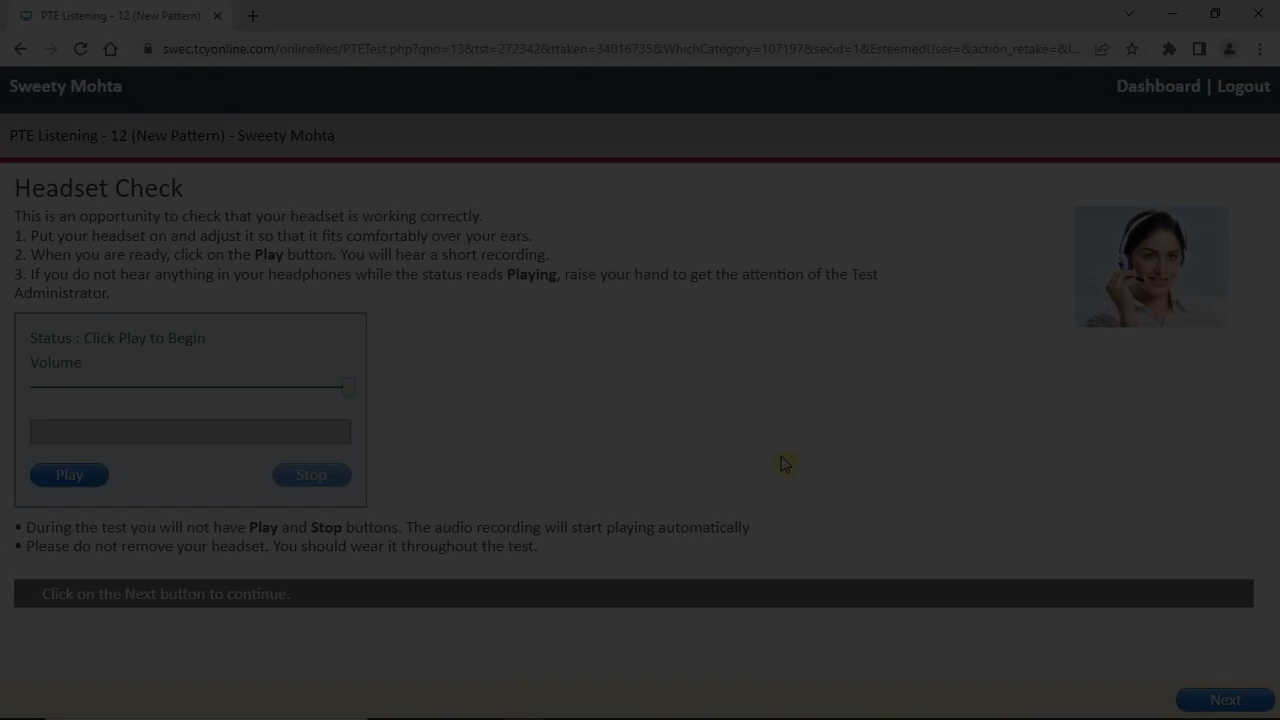 PTE Listening - 12 (New Pattern)
swec.tcyonline.com/onlinefiles/PTETest.php?qno=13&tst=272342&ttaken=34016735&WhichCategory=107197&secid=1&EsteemedUser=&action_retake=&l...
Sweety Mohta
Dashboard | Logout
PTE Listening - 12 (New Pattern) - Sweety Mohta
Headset Check
This is an opportunity to check that your headset is working correctly.
1. Put your headset on and adjust it so that it fits comfortably over your ears.
2. When you are ready, click on the Play button. You will hear a short recording.
3. If you do not hear anything in your headphones while the status reads Playing, raise your hand to get the attention of the Test
Administrator.
Status : Click Play to Begin
Volume
Play
Stop
• During the test you will not have Play and Stop buttons. The audio recording will start playing automatically
• Please do not remove your headset. You should wear it throughout the test.
Click on the Next button to continue.
Next